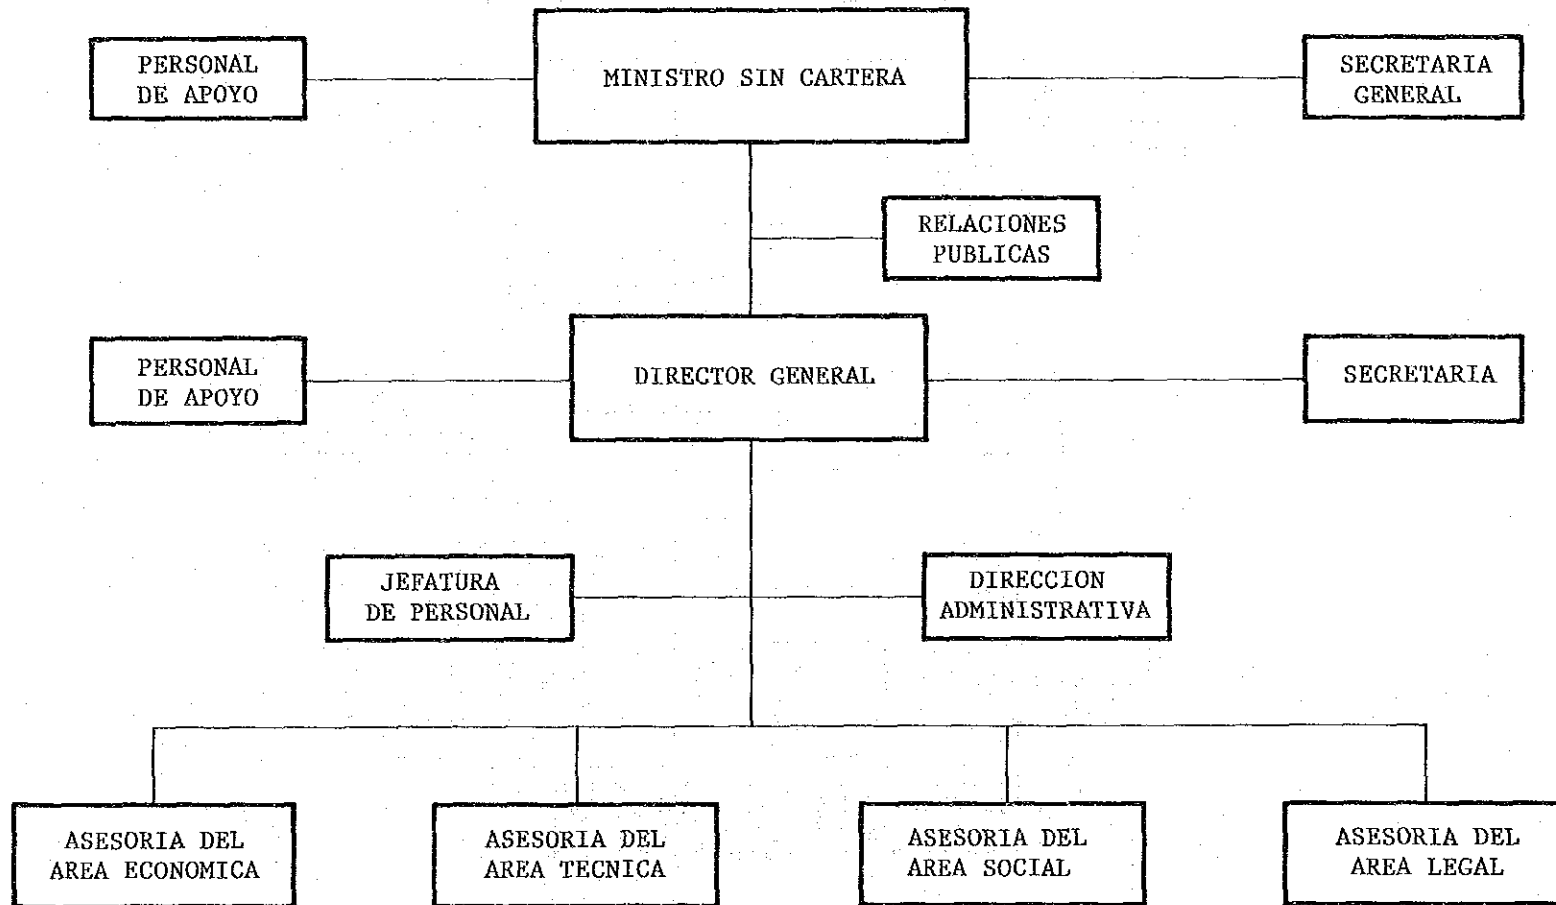 PERSONAL
DE APOYO
MINISTRO SIN CARTERA
SECRETARIA
GENERAL
RELACIONES
PUBLICAS
PERSONAL
DE APOYO
DIRECTOR GENERAL
SECRETARIA
JEFATURA
DE PERSONAL
DIRECCION
ADMINISTRATIVA
ASESORIA DEL
AREA ECONOMICA
ASESORIA DEL
AREA TECNICA
ASESORIA DEL
AREA SOCIAL
ASESORIA DEL
AREA LEGAL